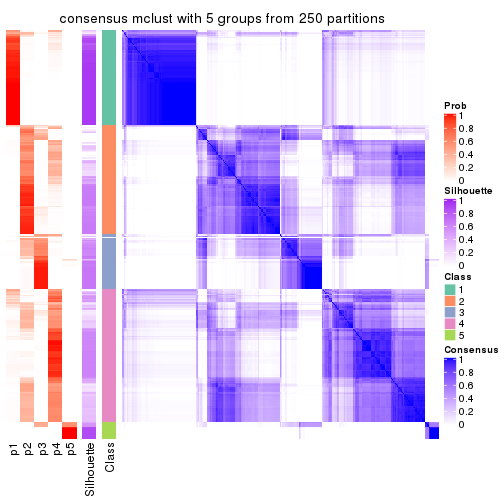 consensus mclust with 5 groups from 250 partitions
Prob
1
0.8
0.6
0.4
0.2
0
Silhouette
1
0.8
0.6
0.4
0.2
0
Class
1
2
3
4
5
Consensus
1
0.8
0.6
0.4
0.2
0
p1
p2
p3
p4
p5
Silhouette
Class